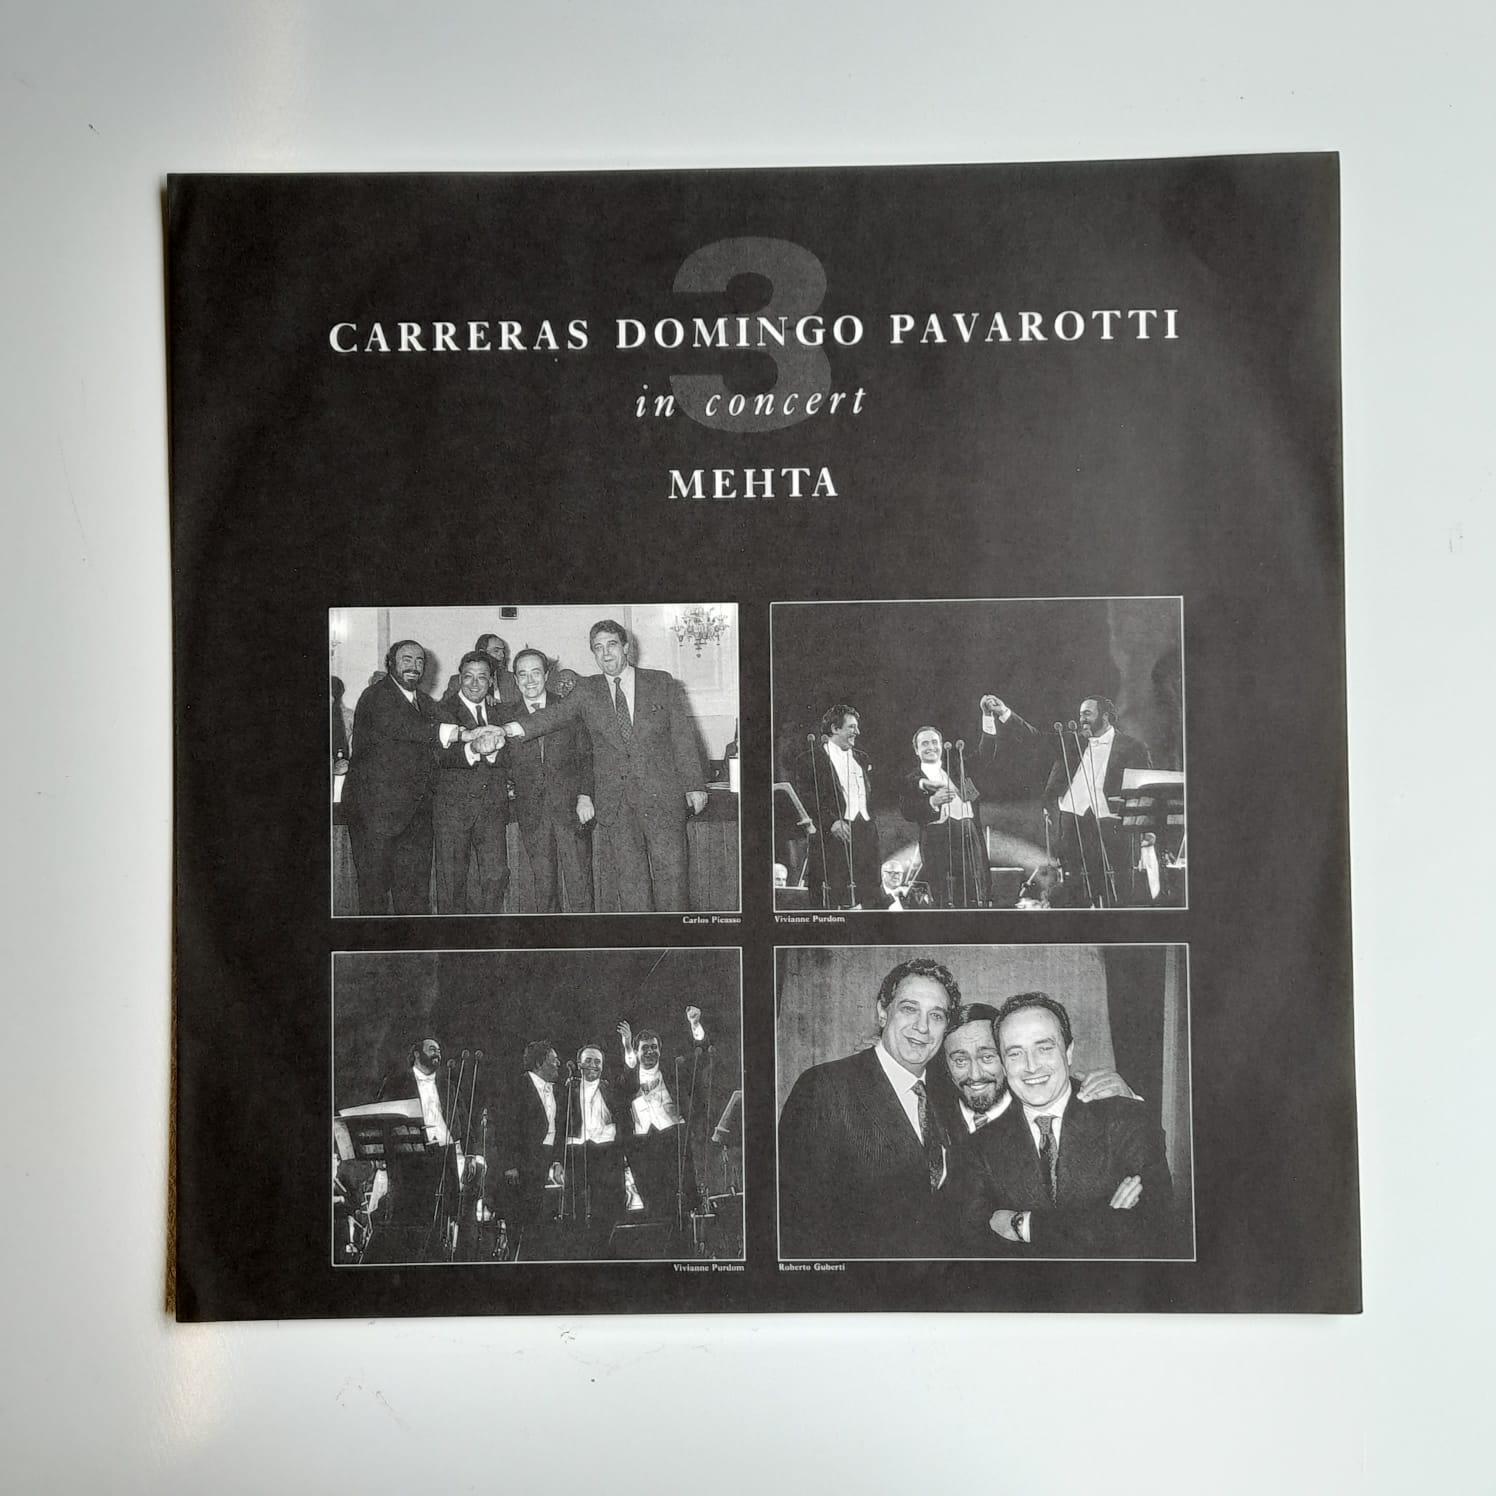 3
CARRERAS DOMINGO PAVAROTTI
in concert
MEHTA
Carlos Picasso
Vivianne Purdom
Vivianne Purdom
Roberto Guberti